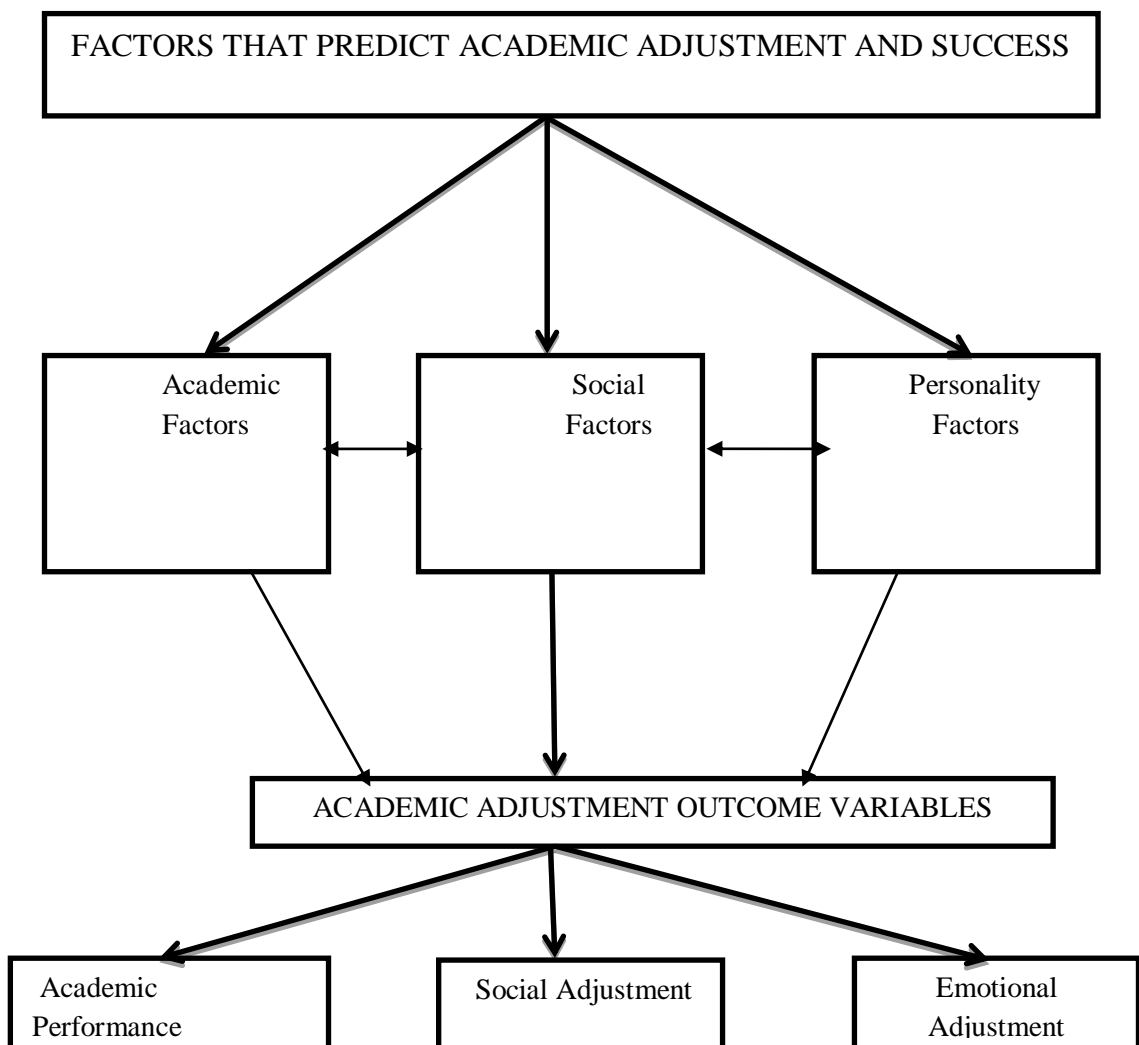 FACTORS THAT PREDICT ACADEMIC ADJUSTMENT AND SUCCESS
Academic
Factors
Social
Factors
Personality
Factors
ACADEMIC ADJUSTMENT OUTCOME VARIABLES
Academic
Performance
Social Adjustment
Emotional
Adjustment